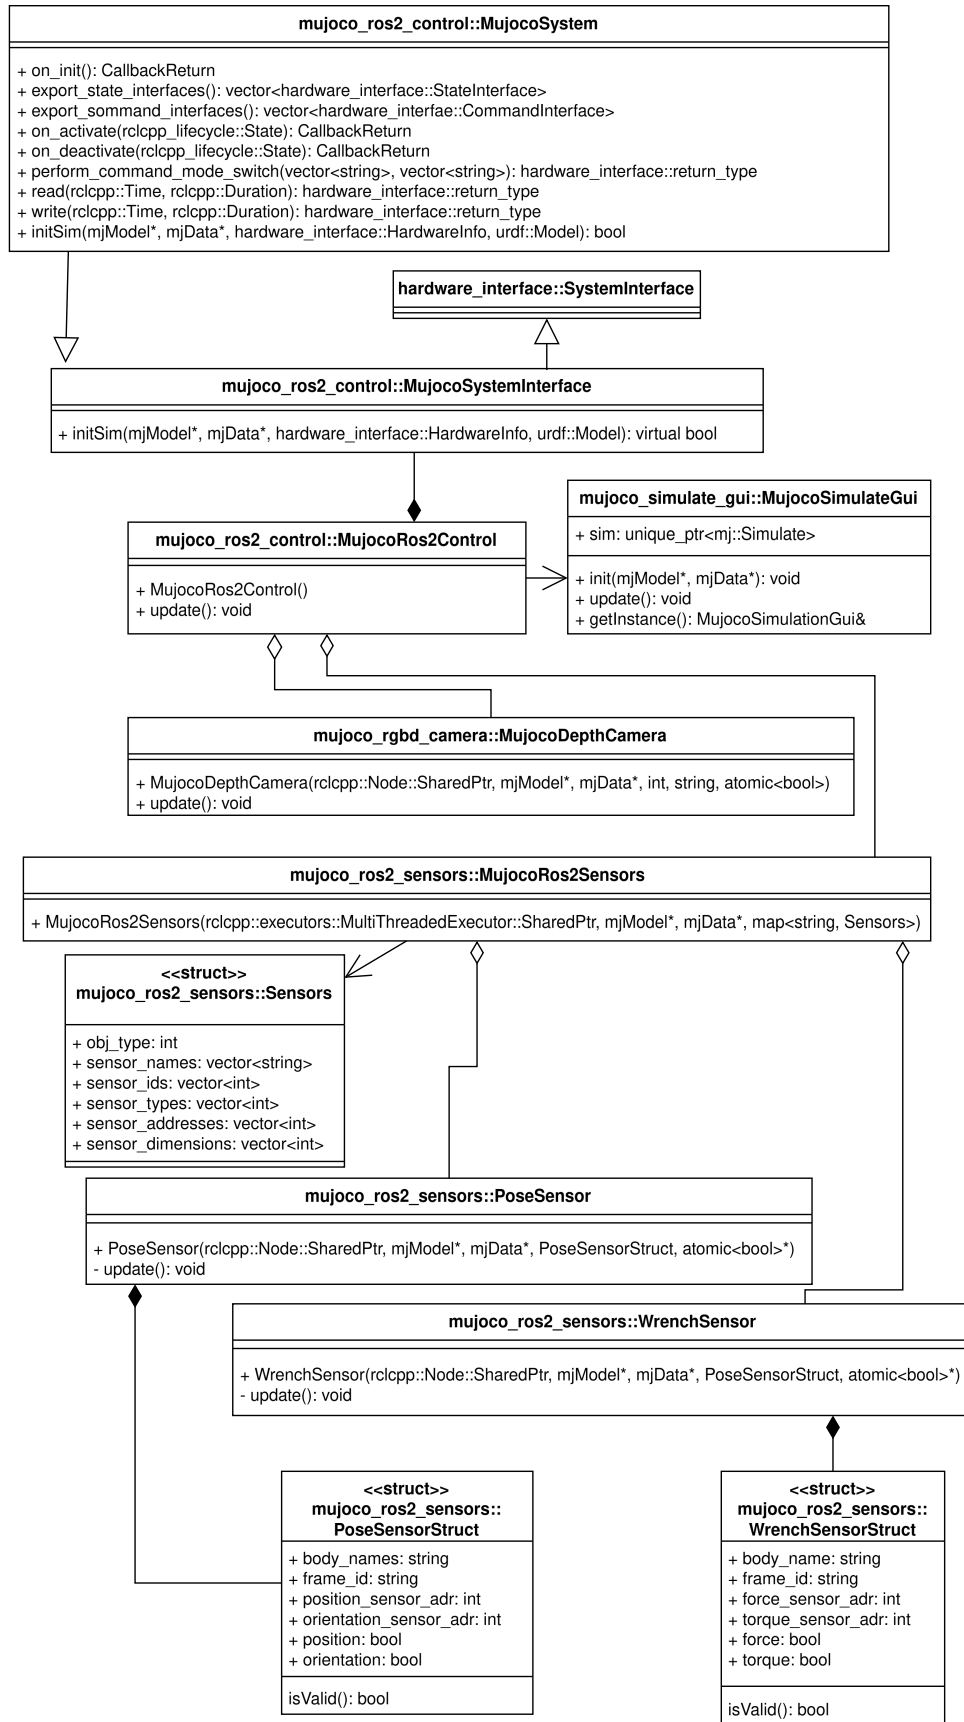 mujoco_ros2_control::MujocoSystem
+ on_init(): CallbackReturn
+ export_state_interfaces(): vector<hardware_interface::StateInterface>
+ export_sommand_interfaces(): vector<hardware_interfae::CommandInterface>
+ on_activate(rclcpp_lifecycle::State): CallbackReturn
+ on_deactivate(rclcpp_lifecycle::State): CallbackReturn
+ perform_command_mode_switch(vector<string>, vector<string>): hardware_interface::return_type
+ read(rclcpp::Time, rclcpp::Duration): hardware_interface::return_type
+ write(rclcpp::Time, rclcpp::Duration): hardware_interface::return_type
+ initSim(mjModel*, mjData*, hardware_interface::HardwareInfo, urdf::Model): bool
hardware_interface::SystemInterface
mujoco_ros2_control::MujocoSystemInterface
+ initSim(mjModel*, mjData*, hardware_interface::HardwareInfo, urdf::Model): virtual bool
mujoco_ros2_control::MujocoRos2Control
+ MujocoRos2Control()
+ update(): void
mujoco_simulate_gui::MujocoSimulateGui
+ sim: unique_ptr<mj::Simulate>
+ init(mjModel*, mjData*): void
+ update(): void
+ getInstance(): MujocoSimulationGui&
mujoco_rgbd_camera::MujocoDepthCamera
+ MujocoDepthCamera(rclcpp::Node::SharedPtr, mjModel*, mjData*, int, string, atomic<bool>)
+ update(): void
mujoco_ros2_sensors::MujocoRos2Sensors
+ MujocoRos2Sensors(rclcpp::executors::MultiThreadedExecutor::SharedPtr, mjModel*, mjData*, map<string, Sensors>)
<<struct>>
mujoco_ros2_sensors::Sensors
+ obj_type: int
+ sensor_names: vector<string>
+ sensor_ids: vector<int>
+ sensor_types: vector<int>
+ sensor_addresses: vector<int>
+ sensor_dimensions: vector<int>
mujoco_ros2_sensors::PoseSensor
+ PoseSensor(rclcpp::Node::SharedPtr, mjModel*, mjData*, PoseSensorStruct, atomic<bool>*)
- update(): void
mujoco_ros2_sensors::WrenchSensor
+ WrenchSensor(rclcpp::Node::SharedPtr, mjModel*, mjData*, PoseSensorStruct, atomic<bool>*)
- update(): void
<<struct>>
mujoco_ros2_sensors::
PoseSensorStruct
+ body_names: string
+ frame_id: string
+ position_sensor_adr: int
+ orientation_sensor_adr: int
+ position: bool
+ orientation: bool
isValid(): bool
<<struct>>
mujoco_ros2_sensors::
WrenchSensorStruct
+ body_name: string
+ frame_id: string
+ force_sensor_adr: int
+ torque_sensor_adr: int
+ force: bool
+ torque: bool
isValid(): bool